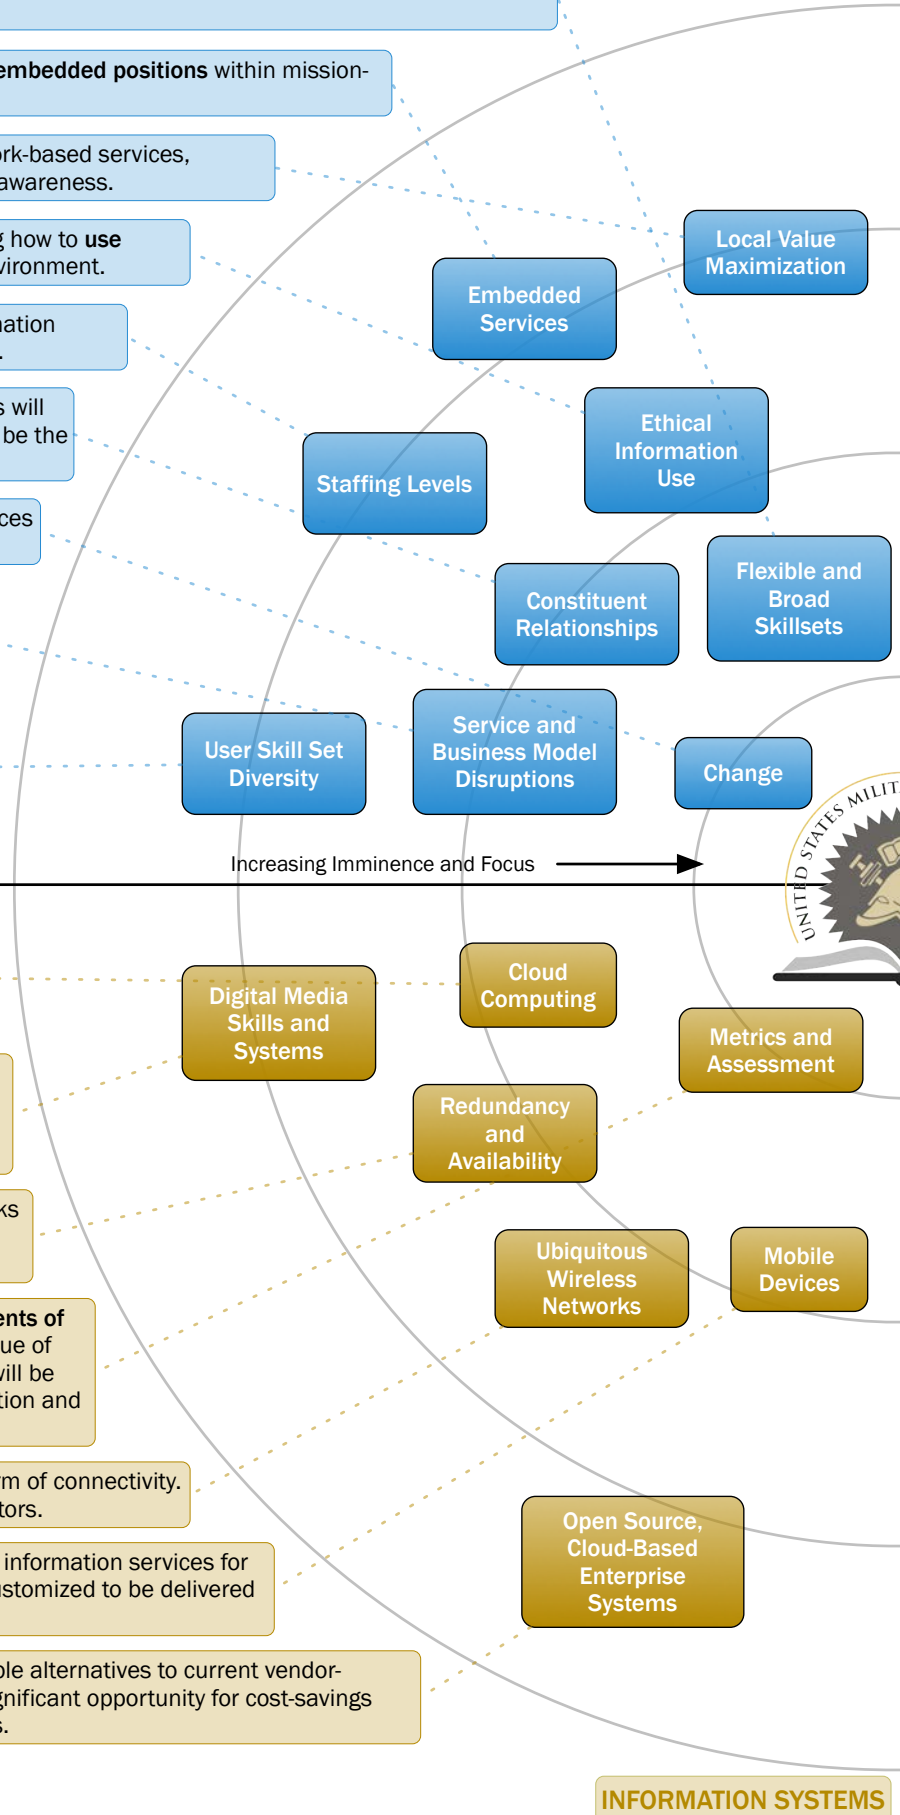 embedded positions within mission-
ork-based services,
awareness.
g how to use
vironment.
nation
.
s will
be the
ces
Local Value
Maximization
Embedded
Services
Ethical
Information
Use
Staffing Levels
Flexible and
Broad
Skillsets
Constituent
Relationships
Service and
Business Model
Disruptions
User Skill Set
Diversity
Change
UNITED STATES MILIT
Increasing Imminence and Focus
Cloud
Computing
Digital Media
Skills and
Systems
Metrics and
Assessment
Redundancy
and
Availability
ks
Ubiquitous
Wireless
Networks
Mobile
Devices
ents of
ue of
will be
tion and
rm of connectivity.
tors.
Open Source,
Cloud-Based
Enterprise
Systems
information services for
ustomized to be delivered
ble alternatives to current vendor-
gnificant opportunity for cost-savings
s.
INFORMATION SYSTEMS